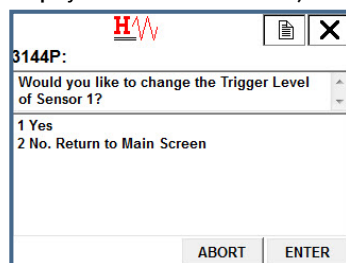 H
3144P:
Would you like to change the Trigger Level
of Sensor 1?
1 Yes
2 No. Return to Main Screen
ABORT ENTER